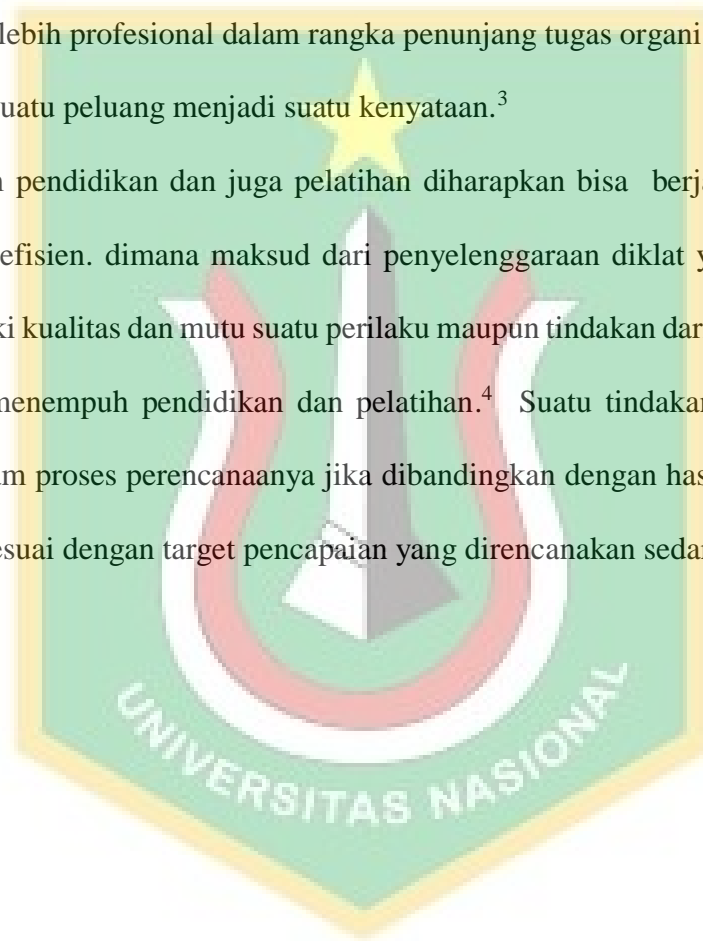 lebih profesional dalam rangka penunjang tugas organi
uatu peluang menjadi suatu kenyataan.³
n pendidikan dan juga pelatihan diharapkan bisa berja
efisien. dimana maksud dari penyelenggaraan diklat y
ki kualitas dan mutu suatu perilaku maupun tindakan dar
menempuh pendidikan dan pelatihan.⁴ Suatu tindakan
am proses perencanaanya jika dibandingkan dengan has
esuai dengan target pencapaian yang direncanakan sedan
UNIVERSITAS NASIONAL